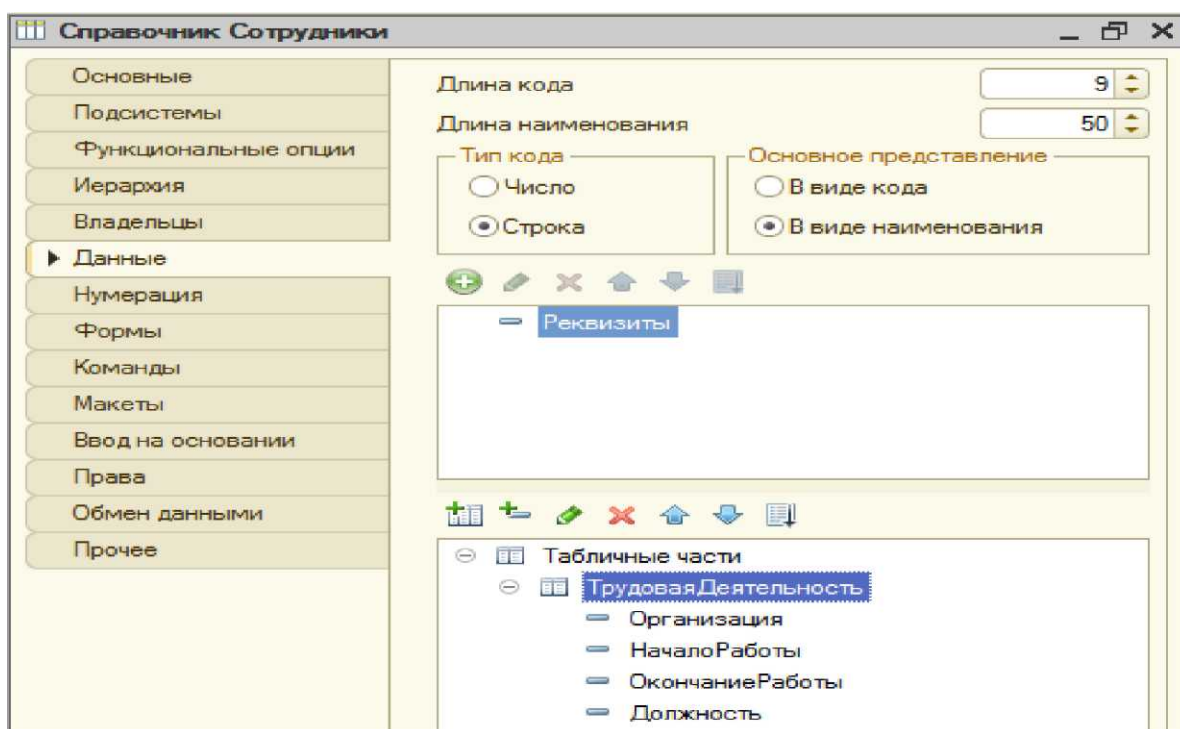 Справочник Сотрудники
Основные
Подсистемы
Функциональные опции
Иерархия
Владельцы
Данные
Нумерация
Формы
Команды
Макеты
Ввод на основании
Права
Обмен данными
Прочее
Длина кода 9
Длина наименования 50
Тип кода
Число
Строка
Основное представление
В виде кода
В виде наименования
Реквизиты
Табличные части
ТрудоваяДеятельность
Организация
НачалоРаботы
ОкончаниеРаботы
Должность